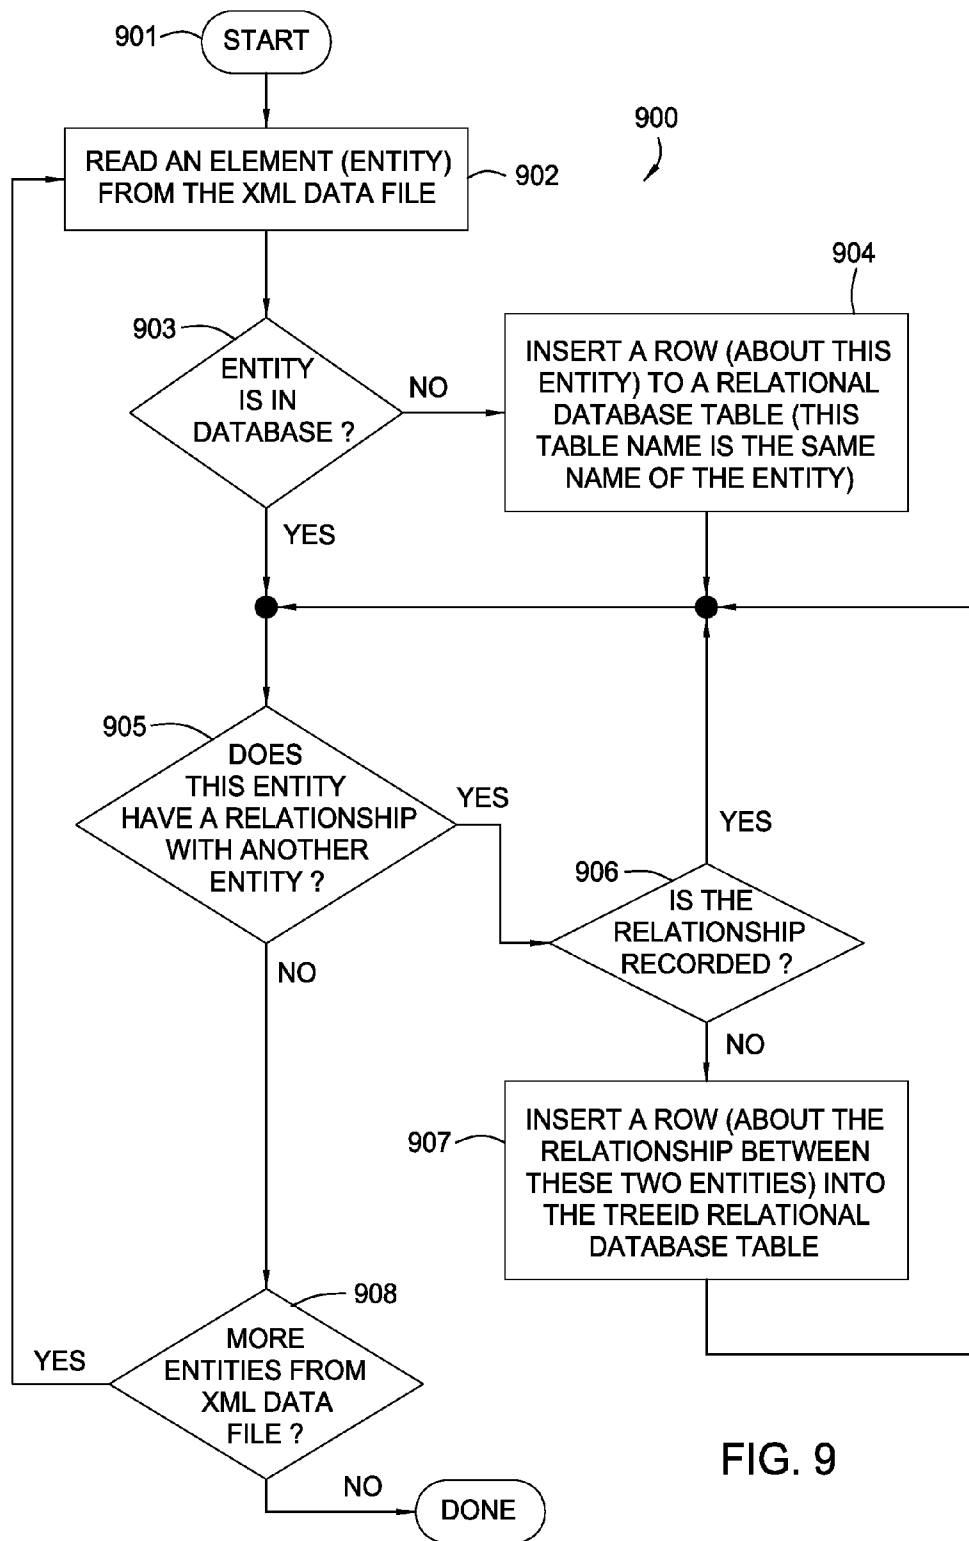 901
START
900
READ AN ELEMENT (ENTITY)
FROM THE XML DATA FILE
902
903
ENTITY
IS IN
DATABASE ?
NO
YES
904
INSERT A ROW (ABOUT THIS
ENTITY) TO A RELATIONAL
DATABASE TABLE (THIS
TABLE NAME IS THE SAME
NAME OF THE ENTITY)
905
DOES
THIS ENTITY
HAVE A RELATIONSHIP
WITH ANOTHER
ENTITY ?
YES
NO
906
IS THE
RELATIONSHIP
RECORDED ?
YES
NO
907
INSERT A ROW (ABOUT THE
RELATIONSHIP BETWEEN
THESE TWO ENTITIES) INTO
THE TREEID RELATIONAL
DATABASE TABLE
908
MORE
ENTITIES FROM
XML DATA
FILE ?
YES
NO
DONE
FIG. 9